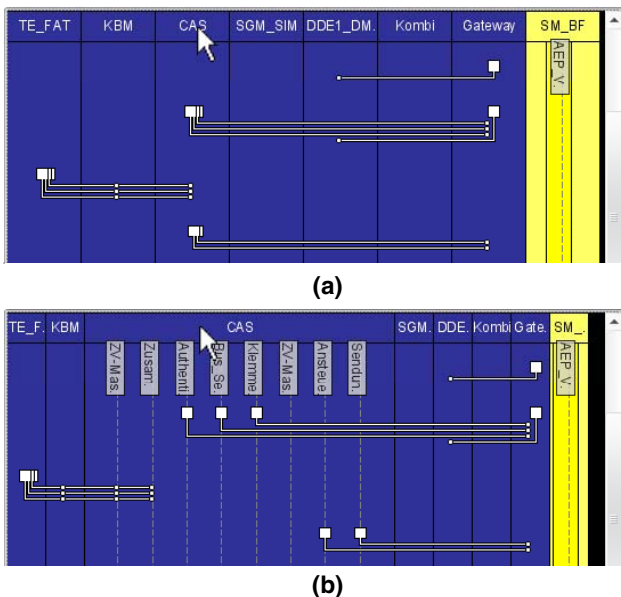 TE_FAT KBM CAS SGM_SIM DDE1_DM. Kombi Gateway SM_BF
AEP_V.
(a)
TE_F. KBM CAS SGM. DDE. Kombi Gate. SM_.
ZV-Mas. Zusam. Authenti Bus_Se. Klemme ZV-Mas. Ansteue Sendun. AEP_V.
(b)